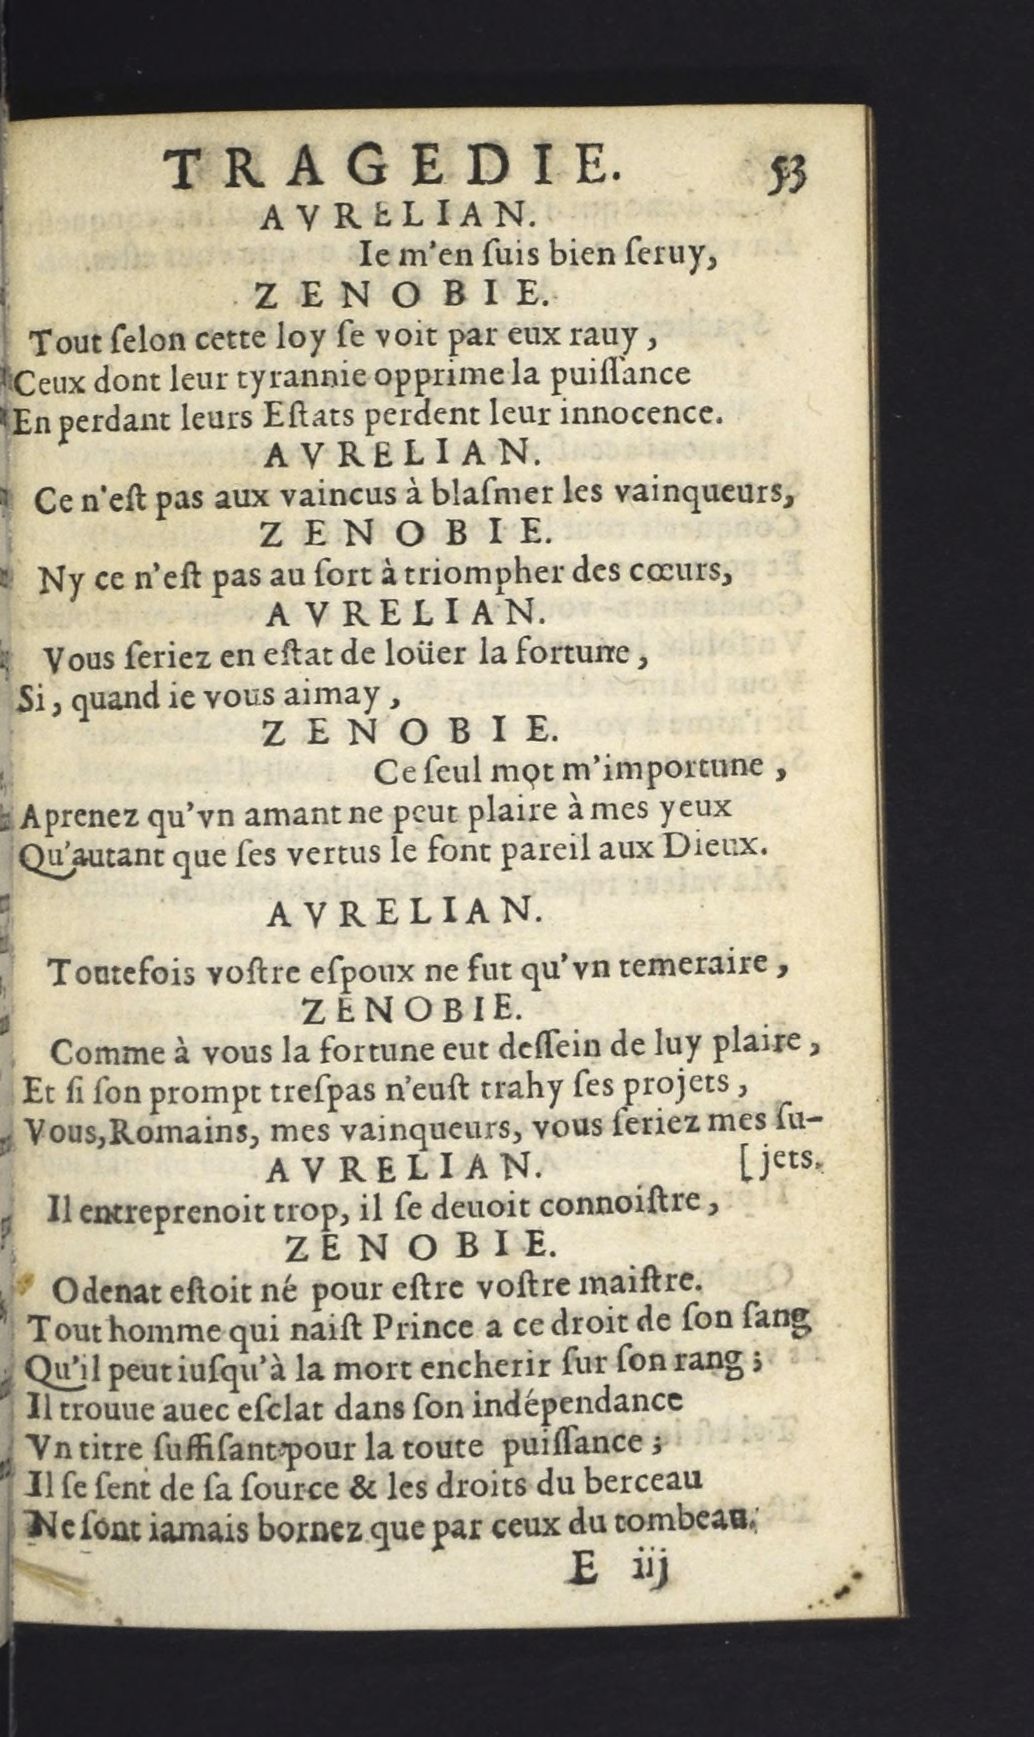 TRAGEDIE. 53
AVRELIAN.
Ie m'en ſuis bien ſeruy,
ZENOBIE.
Tout ſelon cette loy ſe voit par eux rauy,
Ceux dont leur tyrannie opprime la puiſſance
En perdant leurs Eſtats perdent leur innocence.
AVRELIAN.
Ce n'eſt pas aux vaincus à blaſmer les vainqueurs,
ZENOBIE.
Ny ce n'eſt pas au ſort à triompher des cœurs,
AVRELIAN.
Vous ſeriez en eſtat de loüer la fortune,
Si, quand ie vous aimay,
ZENOBIE.
Ce ſeul mot m'importune,
Aprenez qu'vn amant ne peut plaire à mes yeux
Qu'autant que ſes vertus le font pareil aux Dieux.
AVRELIAN.
Toutefois voſtre eſpoux ne fut qu'vn temeraire,
ZENOBIE.
Comme à vous la fortune eut deſſein de luy plaire,
Et ſi ſon prompt treſpas n'euſt trahy ſes projets,
Vous, Romains, mes vainqueurs, vous ſeriez mes ſu-
AVRELIAN. [jets.
Il entreprenoit trop, il ſe deuoit connoiſtre,
ZENOBIE.
Odenat eſtoit né pour eſtre voſtre maiſtre.
Tout homme qui naiſt Prince a ce droit de ſon ſang
Qu'il peut iuſqu'à la mort encherir ſur ſon rang;
Il trouue auec eſclat dans ſon indépendance
Vn titre ſuffiſant pour la toute puiſſance;
Il ſe ſent de ſa ſource & les droits du berceau
Ne ſont iamais bornez que par ceux du tombeau.
E iij